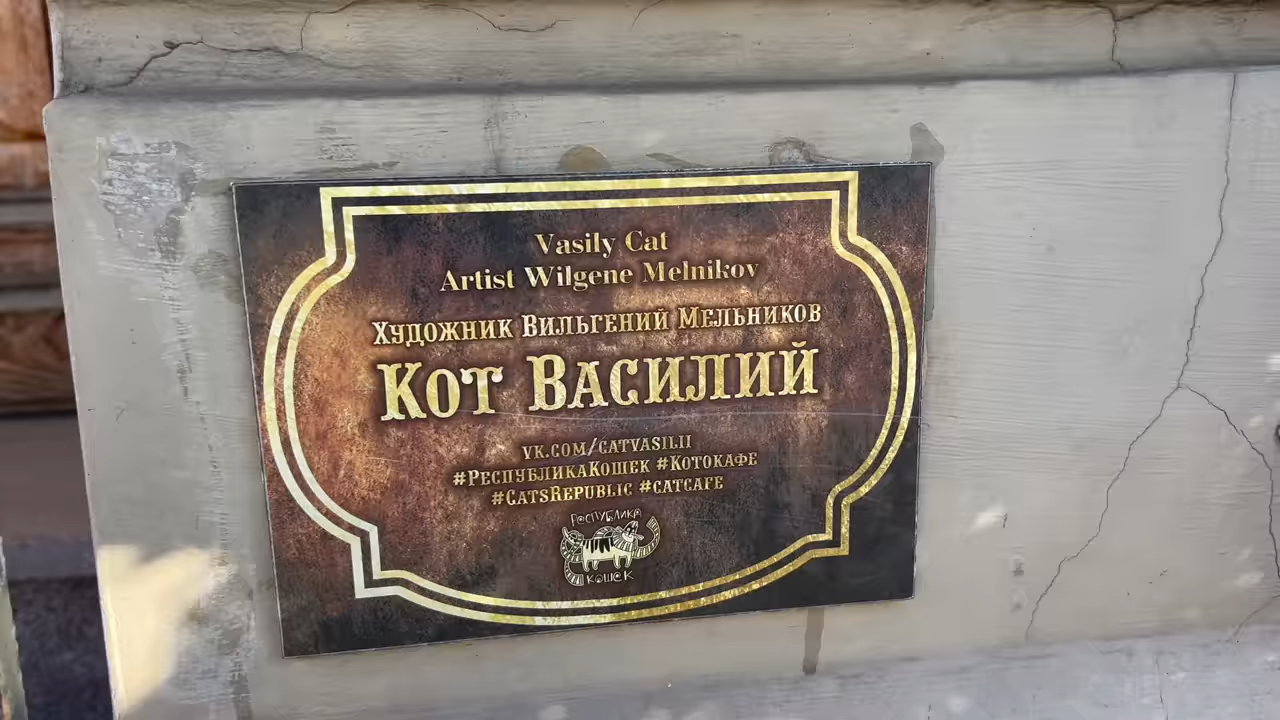 Vasily Cat
Artist Wilgene Melnikov
Художник Вильгений Мельников
Кот Василий
vk.com/catvasilii
#РеспубликаКошек #Котокафе
#CatsRepublic #catcafe
Республика
кошек